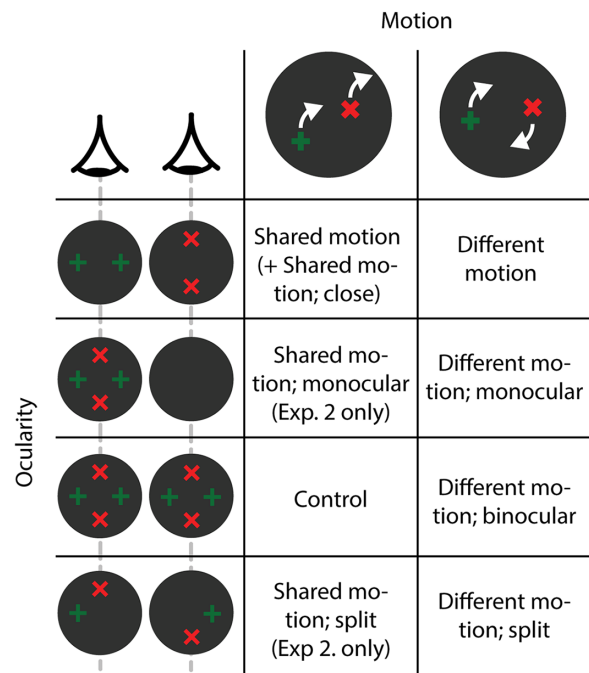 Motion
Ocularity
Shared motion
(+ Shared mo-
tion; close)
Different
motion
Shared mo-
tion; monocular
(Exp. 2 only)
Different mo-
tion; monocular
Control
Different mo-
tion; binocular
Shared mo-
tion; split
(Exp 2. only)
Different mo-
tion; split